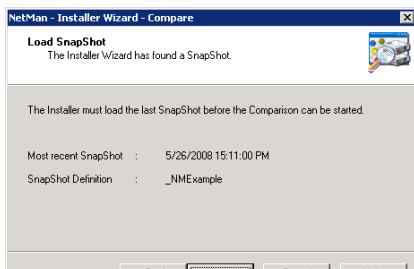 NetMan - Installer Wizard - Compare
Load SnapShot
The Installer Wizard has found a SnapShot.
The Installer must load the last SnapShot before the Comparison can be started.
Most recent SnapShot : 5/26/2008 15:11:00 PM
SnapShot Definition : _NMExample